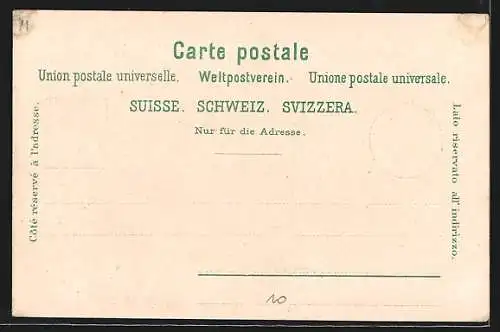 Carte postale
Union postale universelle. Weltpostverein. Unione postale universale.
SUISSE. SCHWEIZ. SVIZZERA.
Nur für die Adresse.
Côté réservé à l'adresse.
Lato riservato all'indirizzo.
10